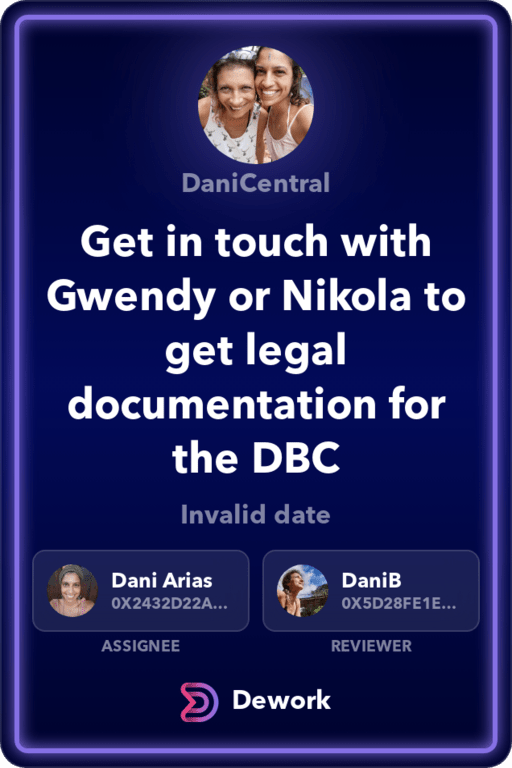 DaniCentral
Get in touch with
Gwendy or Nikola to
get legal
documentation for
the DBC
Invalid date
Dani Arias
0X2432D22A...
ASSIGNEE
DaniB
0X5D28FE1E...
REVIEWER
Dework